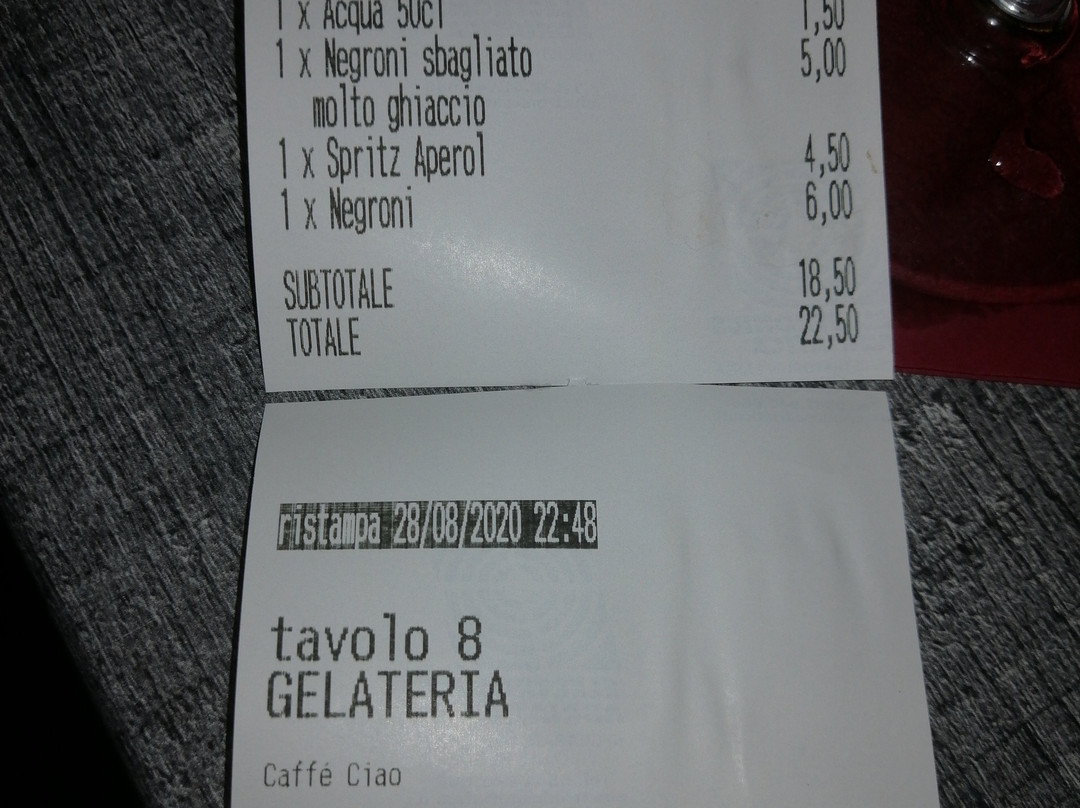 1 x Acqua 50cl 1,50
1 x Negroni sbagliato 5,00
molto ghiaccio
1 x Spritz Aperol 4,50
1 x Negroni 6,00
SUBTOTALE 18,50
TOTALE 22,50
ristampa 28/08/2020 22:48
tavolo 8
GELATERIA
Caffé Ciao